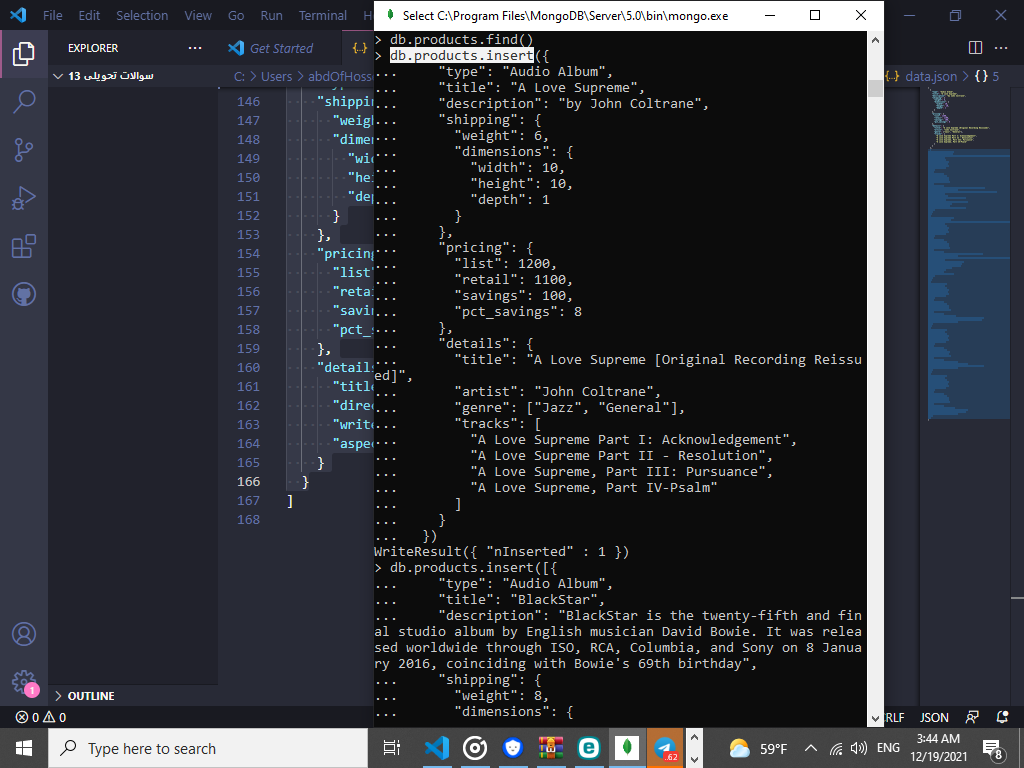 File Edit Selection View Go Run Terminal
Select C:\Program Files\MongoDB\Server\5.0\bin\mongo.exe
EXPLORER
Get Started
سوالات تحویلی 13
C: > Users > abdOfHoss
data.json > {} 5
146 "shippin
147 "weigh
148 "dimen
149 "wid
150 "hei
151 "dep
152 }
153 },
154 "pricing
155 "list"
156 "retai
157 "savin
158 "pct_s
159 },
160 "details
161 "title
162 "direc
163 "write
164 "aspec
165 }
166 }
167 ]
168
> db.products.find()
> db.products.insert({
... "type": "Audio Album",
... "title": "A Love Supreme",
... "description": "by John Coltrane",
... "shipping": {
... "weight": 6,
... "dimensions": {
... "width": 10,
... "height": 10,
... "depth": 1
... }
... },
... "pricing": {
... "list": 1200,
... "retail": 1100,
... "savings": 100,
... "pct_savings": 8
... },
... "details": {
... "title": "A Love Supreme [Original Recording Reissu
ed]",
... "artist": "John Coltrane",
... "genre": ["Jazz", "General"],
... "tracks": [
... "A Love Supreme Part I: Acknowledgement",
... "A Love Supreme Part II - Resolution",
... "A Love Supreme, Part III: Pursuance",
... "A Love Supreme, Part IV-Psalm"
... ]
... }
... })
WriteResult({ "nInserted" : 1 })
> db.products.insert([{
... "type": "Audio Album",
... "title": "BlackStar",
... "description": "BlackStar is the twenty-fifth and fin
al studio album by English musician David Bowie. It was relea
sed worldwide through ISO, RCA, Columbia, and Sony on 8 Janua
ry 2016, coinciding with Bowie's 69th birthday",
... "shipping": {
... "weight": 8,
... "dimensions": {
OUTLINE
1
0 0
CRLF JSON
Type here to search
.62
59°F
ENG
3:44 AM
12/19/2021
8